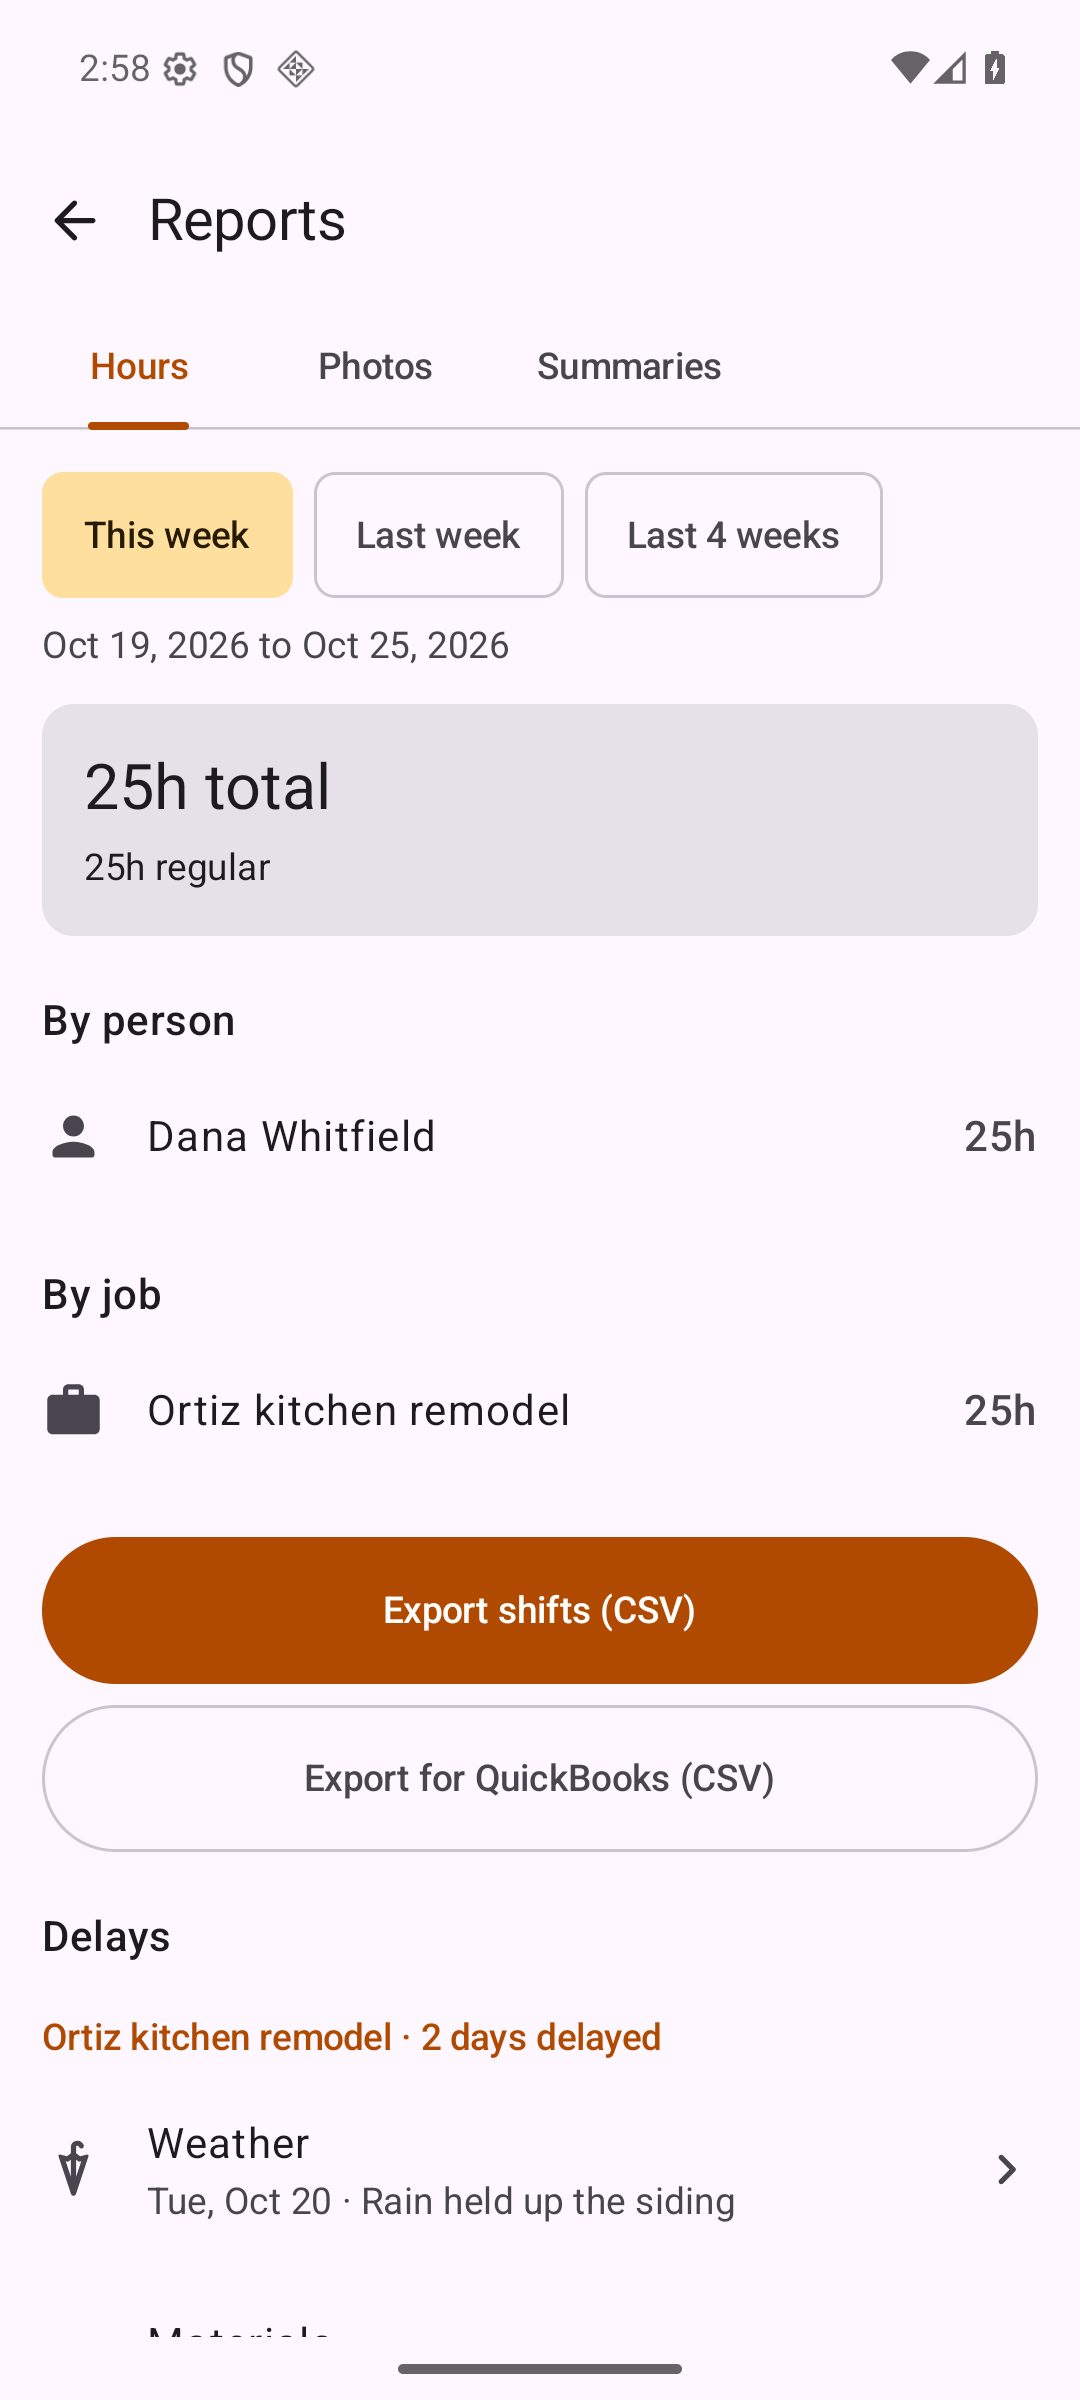 2:58
Reports
Hours Photos Summaries
This week Last week Last 4 weeks
Oct 19, 2026 to Oct 25, 2026
25h total
25h regular
By person
Dana Whitfield 25h
By job
Ortiz kitchen remodel 25h
Export shifts (CSV)
Export for QuickBooks (CSV)
Delays
Ortiz kitchen remodel · 2 days delayed
Weather
Tue, Oct 20 · Rain held up the siding
Materials